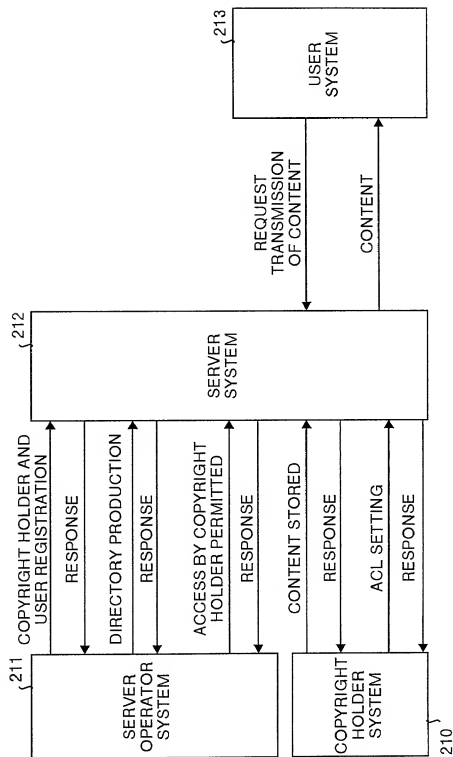 211
SERVER
OPERATOR
SYSTEM
COPYRIGHT HOLDER AND
USER REGISTRATION
RESPONSE
DIRECTORY PRODUCTION
RESPONSE
ACCESS BY COPYRIGHT
HOLDER PERMITTED
RESPONSE
COPYRIGHT
HOLDER
SYSTEM
210
CONTENT STORED
RESPONSE
ACL SETTING
RESPONSE
212
SERVER
SYSTEM
REQUEST
TRANSMISSION
OF CONTENT
CONTENT
213
USER
SYSTEM